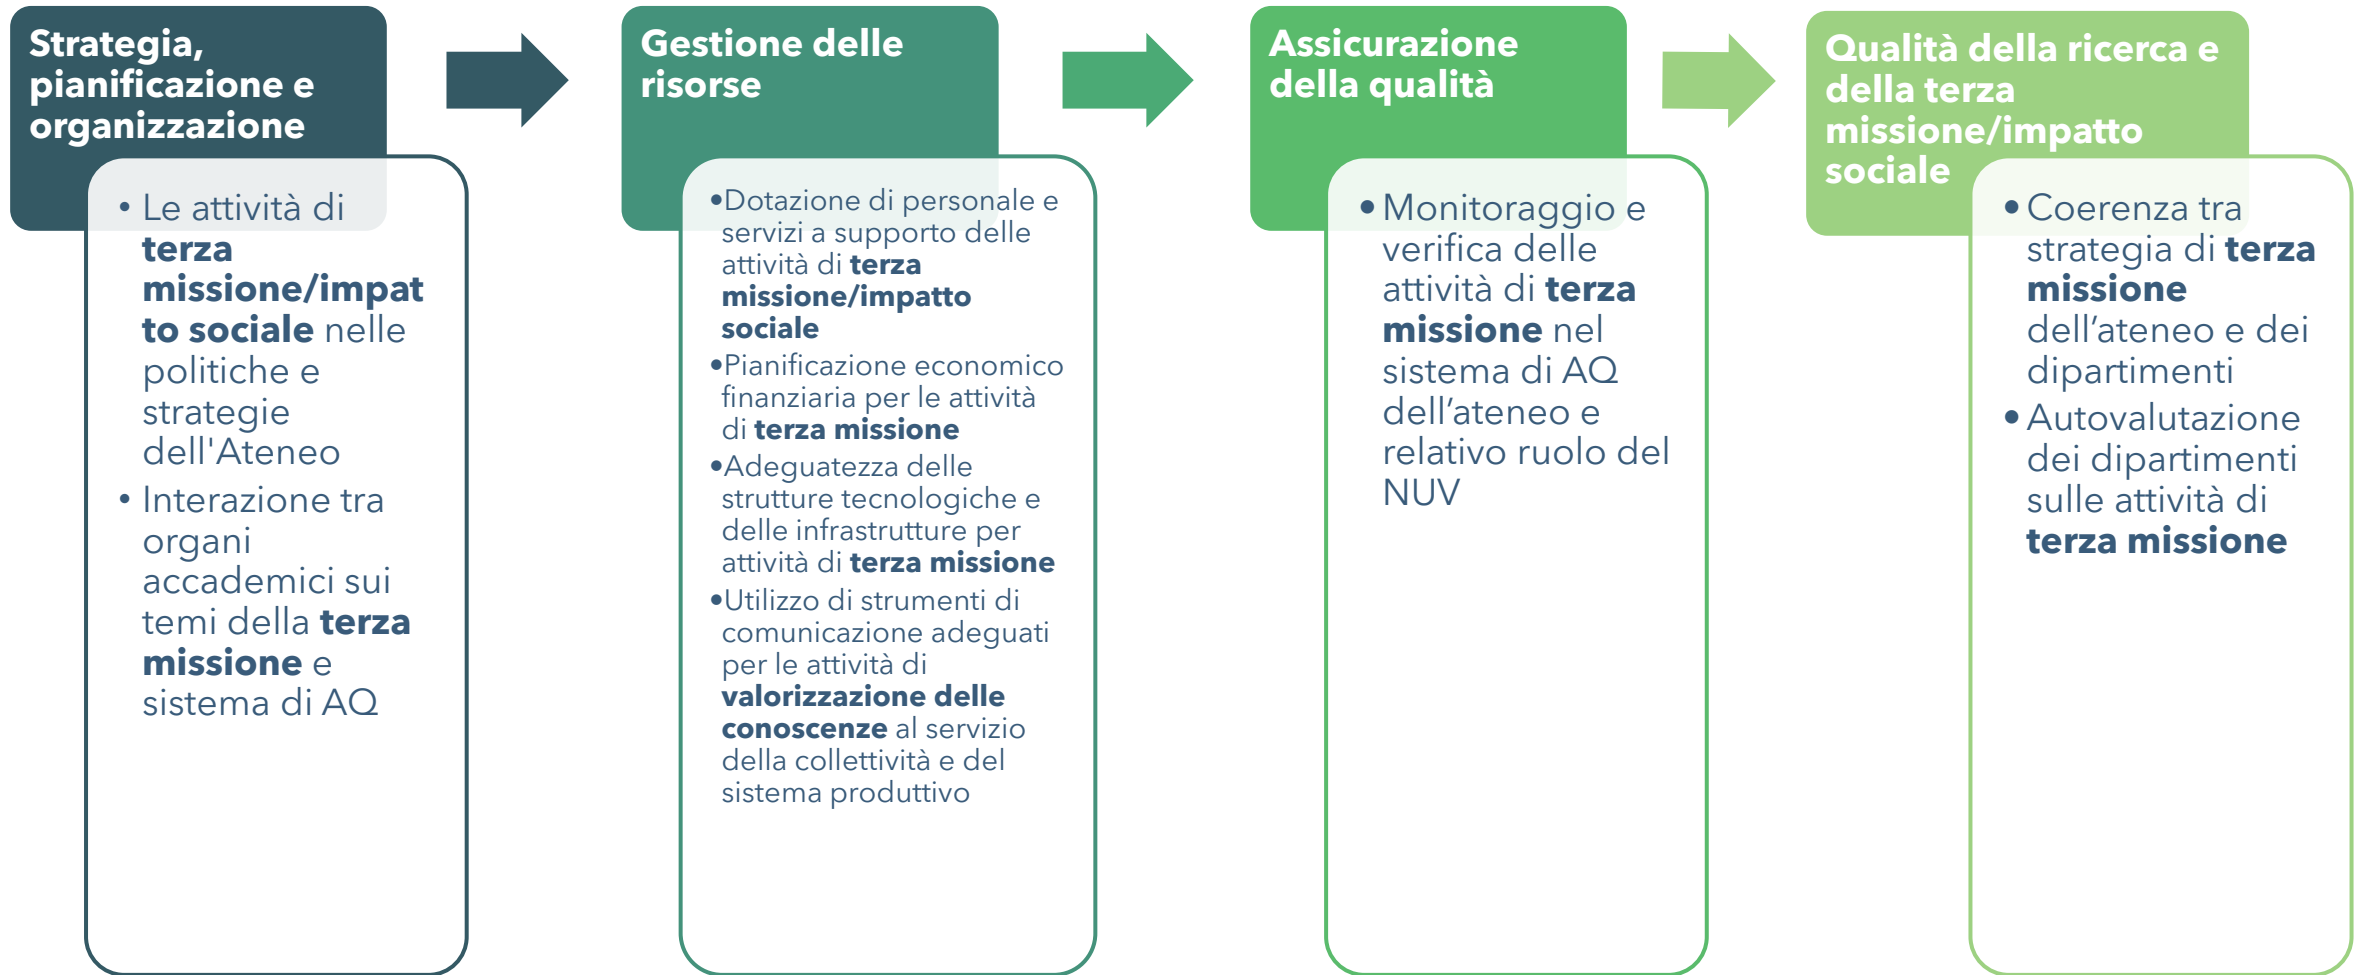 Strategia,
pianificazione e
organizzazione
• Le attività di
terza
missione/impat
to sociale nelle
politiche e
strategie
dell'Ateneo
• Interazione tra
organi
accademici sui
temi della terza
missione e
sistema di AQ
Gestione delle
risorse
•Dotazione di personale e
servizi a supporto delle
attività di terza
missione/impatto
sociale
•Pianificazione economico
finanziaria per le attività
di terza missione
•Adeguatezza delle
strutture tecnologiche e
delle infrastrutture per
attività di terza missione
•Utilizzo di strumenti di
comunicazione adeguati
per le attività di
valorizzazione delle
conoscenze al servizio
della collettività e del
sistema produttivo
Assicurazione
della qualità
•Monitoraggio e
verifica delle
attività di terza
missione nel
sistema di AQ
dell’ateneo e
relativo ruolo del
NUV
Qualità della ricerca e
della terza
missione/impatto
sociale
•Coerenza tra
strategia di terza
missione
dell’ateneo e dei
dipartimenti
•Autovalutazione
dei dipartimenti
sulle attività di
terza missione